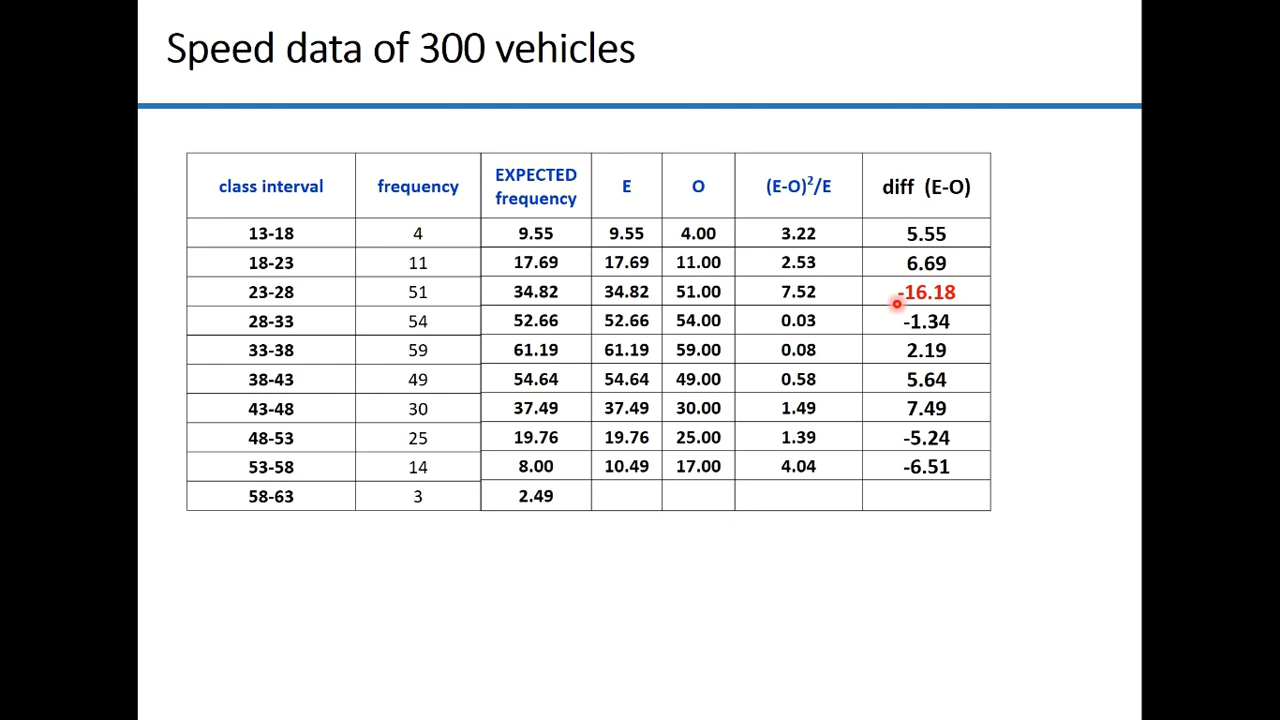 Speed data of 300 vehicles
class interval frequency EXPECTED frequency E O (E-O)²/E diff (E-O)
13-18 4 9.55 9.55 4.00 3.22 5.55
18-23 11 17.69 17.69 11.00 2.53 6.69
23-28 51 34.82 34.82 51.00 7.52 -16.18
28-33 54 52.66 52.66 54.00 0.03 -1.34
33-38 59 61.19 61.19 59.00 0.08 2.19
38-43 49 54.64 54.64 49.00 0.58 5.64
43-48 30 37.49 37.49 30.00 1.49 7.49
48-53 25 19.76 19.76 25.00 1.39 -5.24
53-58 14 8.00 10.49 17.00 4.04 -6.51
58-63 3 2.49